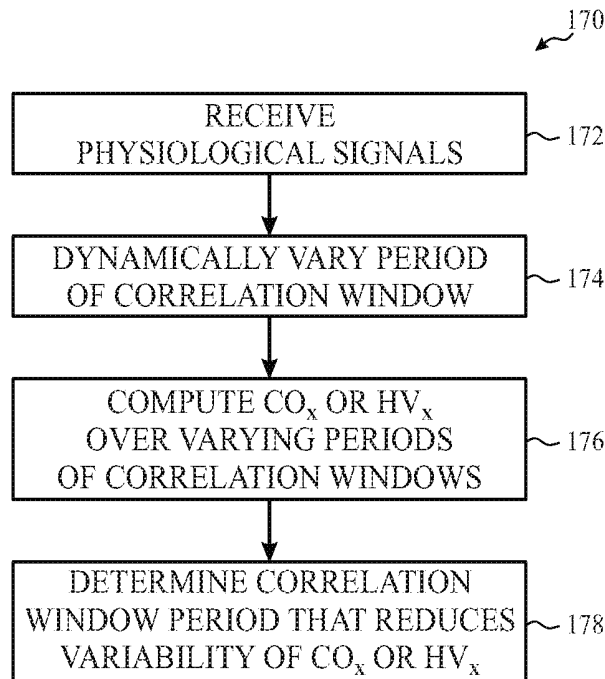 170
RECEIVE
PHYSIOLOGICAL SIGNALS
172
DYNAMICALLY VARY PERIOD
OF CORRELATION WINDOW
174
COMPUTE COₓ OR HVₓ
OVER VARYING PERIODS
OF CORRELATION WINDOWS
176
DETERMINE CORRELATION
WINDOW PERIOD THAT REDUCES
VARIABILITY OF COₓ OR HVₓ
178